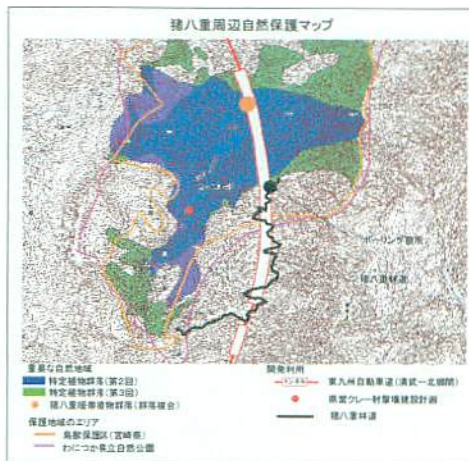 猪八重周辺自然保護マップ
ボーリング箇所
猪八重林道
重要な自然地域
特定植物群落(第2回)
特定植物群落(第3回)
猪八重暖帯植物群落(群落複合)
保護地域のエリア
鳥獣保護区(宮崎県)
わにつか県立自然公園
開発利用
トンネル
東九州自動車道(清武ー北郷間)
県営クレー射撃場建設計画
猪八重林道